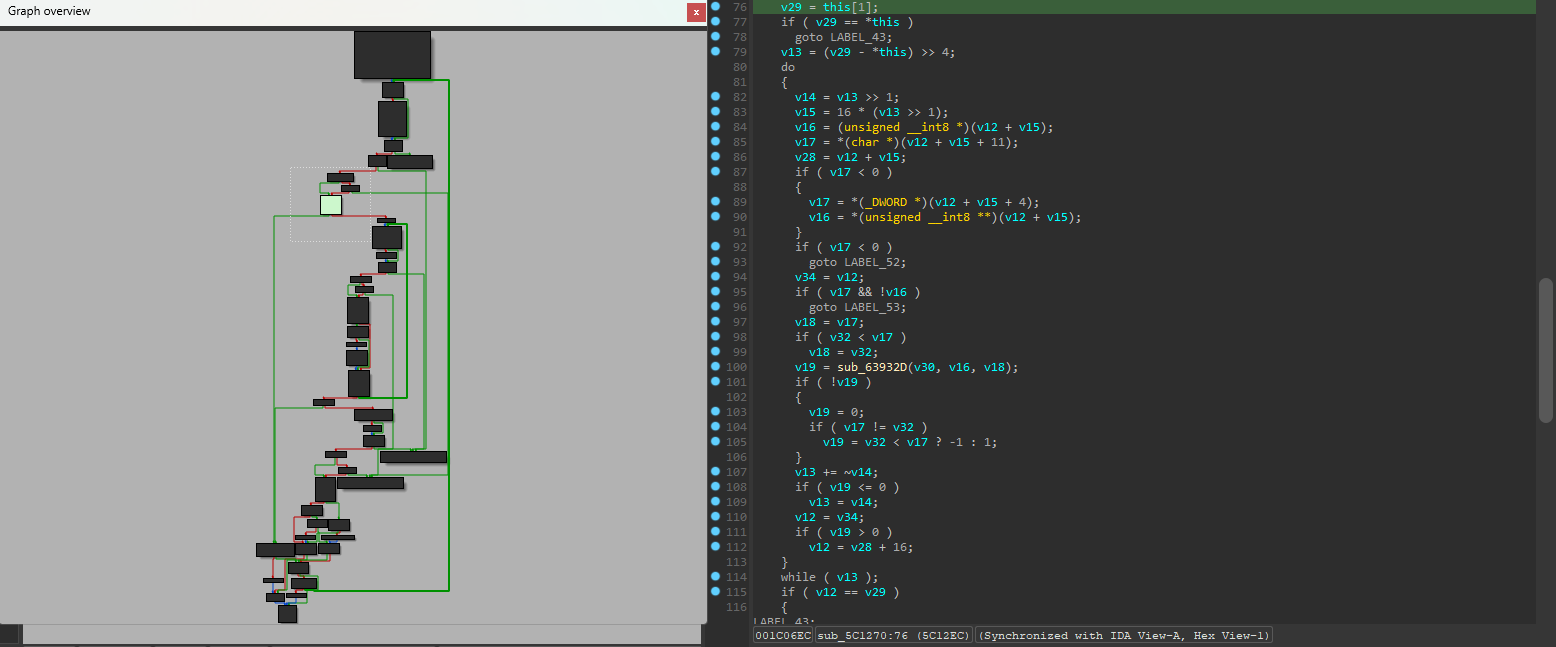 Graph overview
x
76 v29 = this[1];
77 if ( v29 == *this )
78 goto LABEL_43;
79 v13 = (v29 - *this) >> 4;
80 do
81 {
82 v14 = v13 >> 1;
83 v15 = 16 * (v13 >> 1);
84 v16 = (unsigned __int8 *)(v12 + v15);
85 v17 = *(char *)(v12 + v15 + 11);
86 v28 = v12 + v15;
87 if ( v17 < 0 )
88 {
89 v17 = *(_DWORD *)(v12 + v15 + 4);
90 v16 = *(unsigned __int8 **)(v12 + v15);
91 }
92 if ( v17 < 0 )
93 goto LABEL_52;
94 v34 = v12;
95 if ( v17 && !v16 )
96 goto LABEL_53;
97 v18 = v17;
98 if ( v32 < v17 )
99 v18 = v32;
100 v19 = sub_63932D(v30, v16, v18);
101 if ( !v19 )
102 {
103 v19 = 0;
104 if ( v17 != v32 )
105 v19 = v32 < v17 ? -1 : 1;
106 }
107 v13 += ~v14;
108 if ( v19 <= 0 )
109 v13 = v14;
110 v12 = v34;
111 if ( v19 > 0 )
112 v12 = v28 + 16;
113 }
114 while ( v13 );
115 if ( v12 == v29 )
116 {
LABEL_43:
001C06EC sub_5C1270:76 (5C12EC) (Synchronized with IDA View-A, Hex View-1)